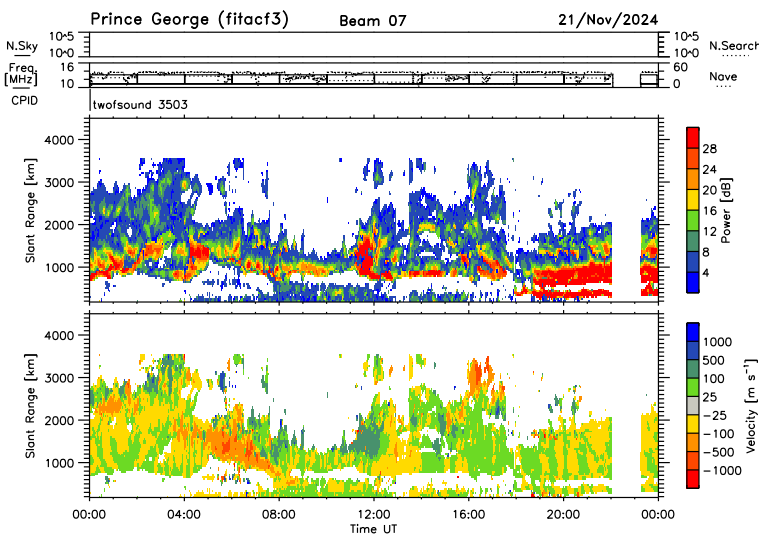 Prince George (fitacf3) Beam 07 21/Nov/2024
10^5 10^5
N.Sky N.Search
10^0 10^0
Freq 16 60
[MHz] Nave
10 0
CPID
twofsound 3503
4000
3000
2000
1000
Slant Range [km]
28
24
20
16
12
8
4
Power [dB]
4000
3000
2000
1000
Slant Range [km]
1000
500
100
25
−25
−100
−500
−1000
Velocity [m s⁻¹]
00:00 04:00 08:00 12:00 16:00 20:00 00:00
Time UT